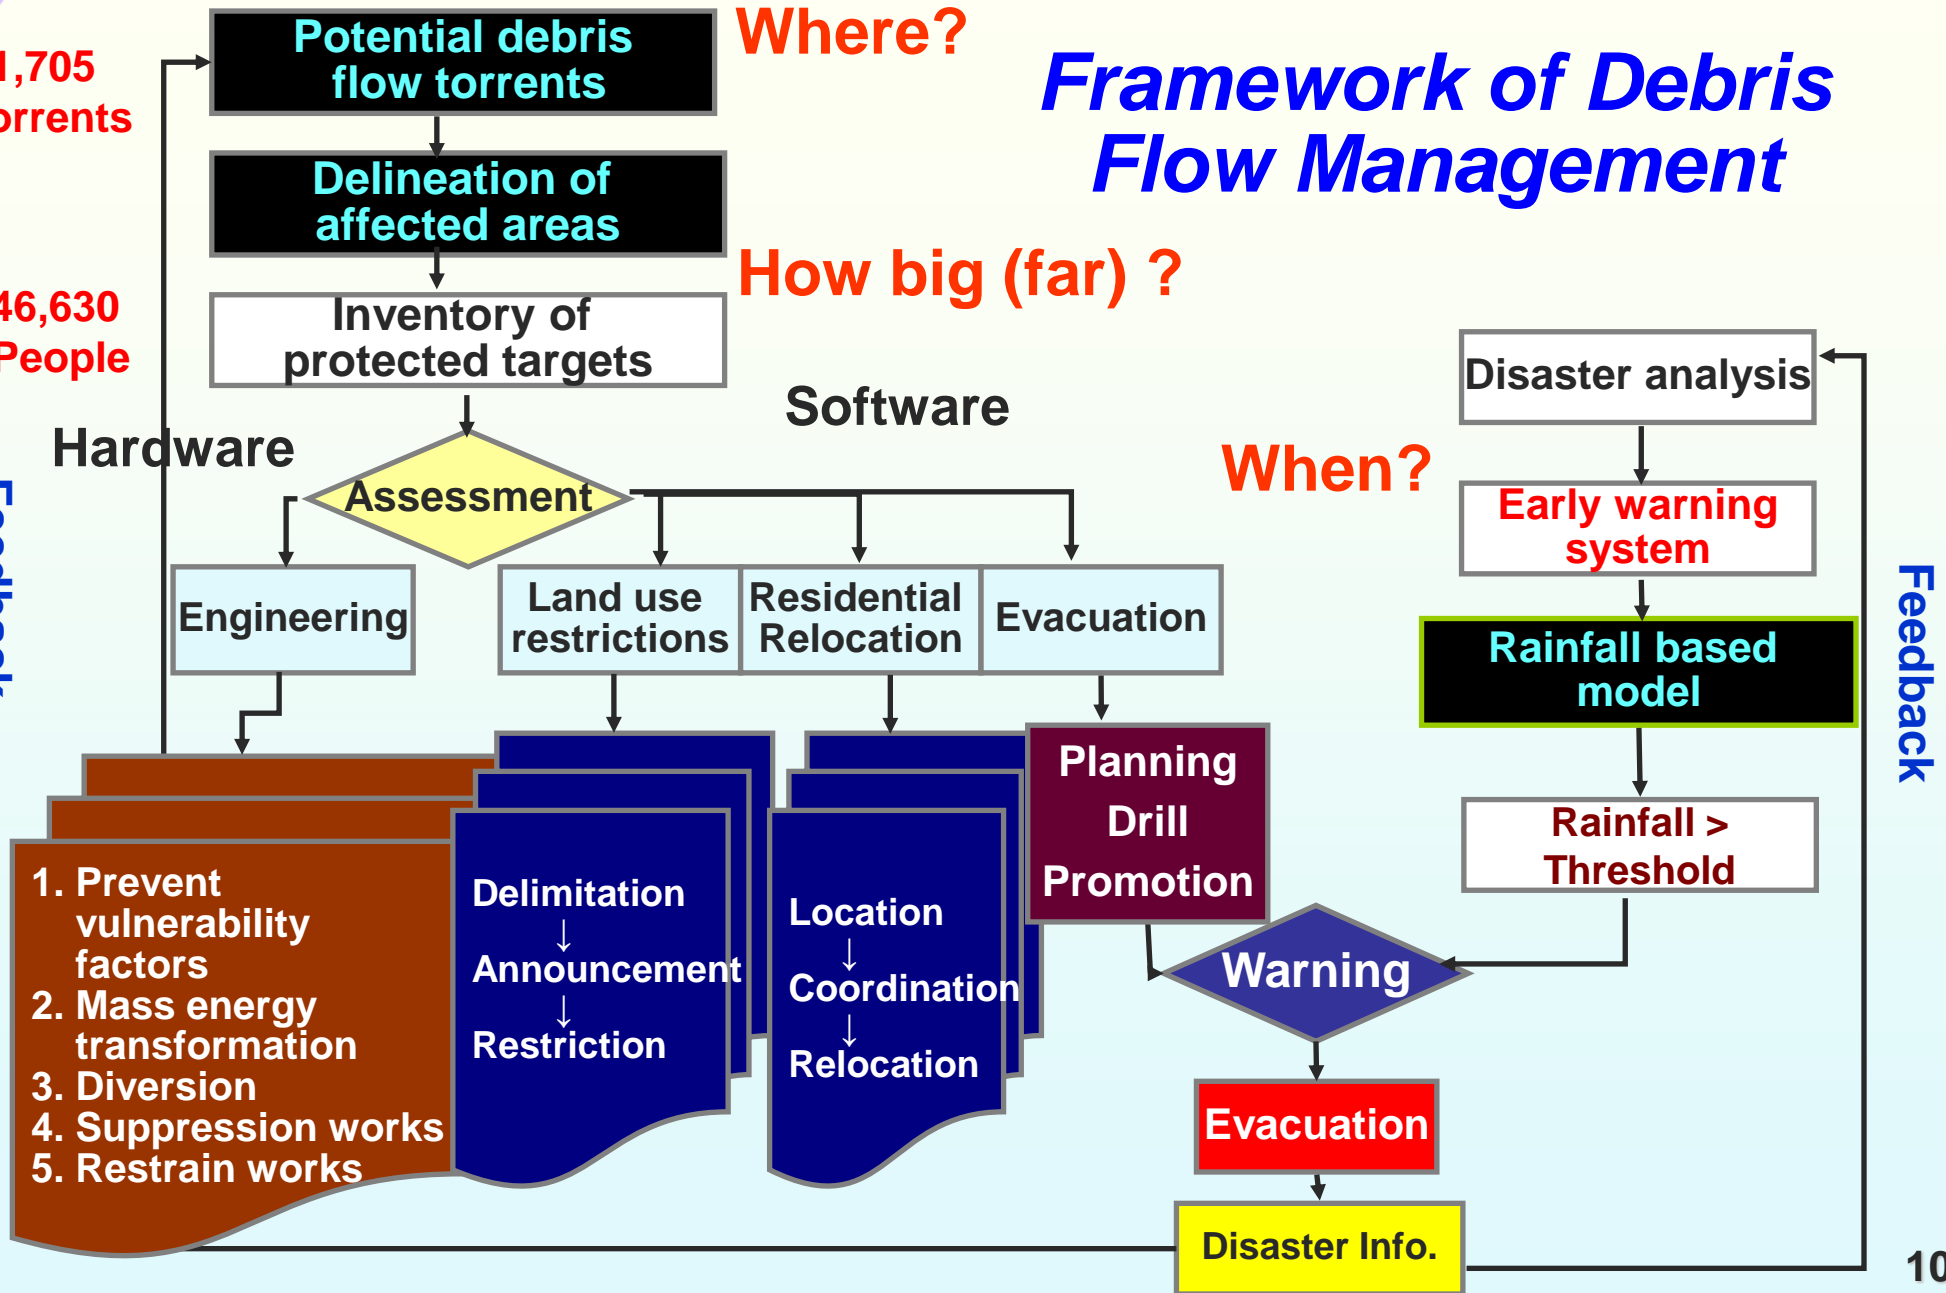 Potential debris
flow torrents
Where?
Framework of Debris
Flow Management
1,705
orrents
Delineation of
affected areas
How big (far) ?
46,630
People
Inventory of
protected targets
Disaster analysis
Software
Hardware
When?
Assessment
Early warning
system
Feedback
Engineering
Land use
restrictions
Residential
Relocation
Evacuation
Rainfall based
model
Feedback
Planning
Drill
Promotion
Rainfall >
Threshold
1. Prevent
vulnerability
factors
2. Mass energy
transformation
3. Diversion
4. Suppression works
5. Restrain works
Delimitation
↓
Announcement
↓
Restriction
Location
↓
Coordination
↓
Relocation
Warning
Evacuation
Disaster Info.
10